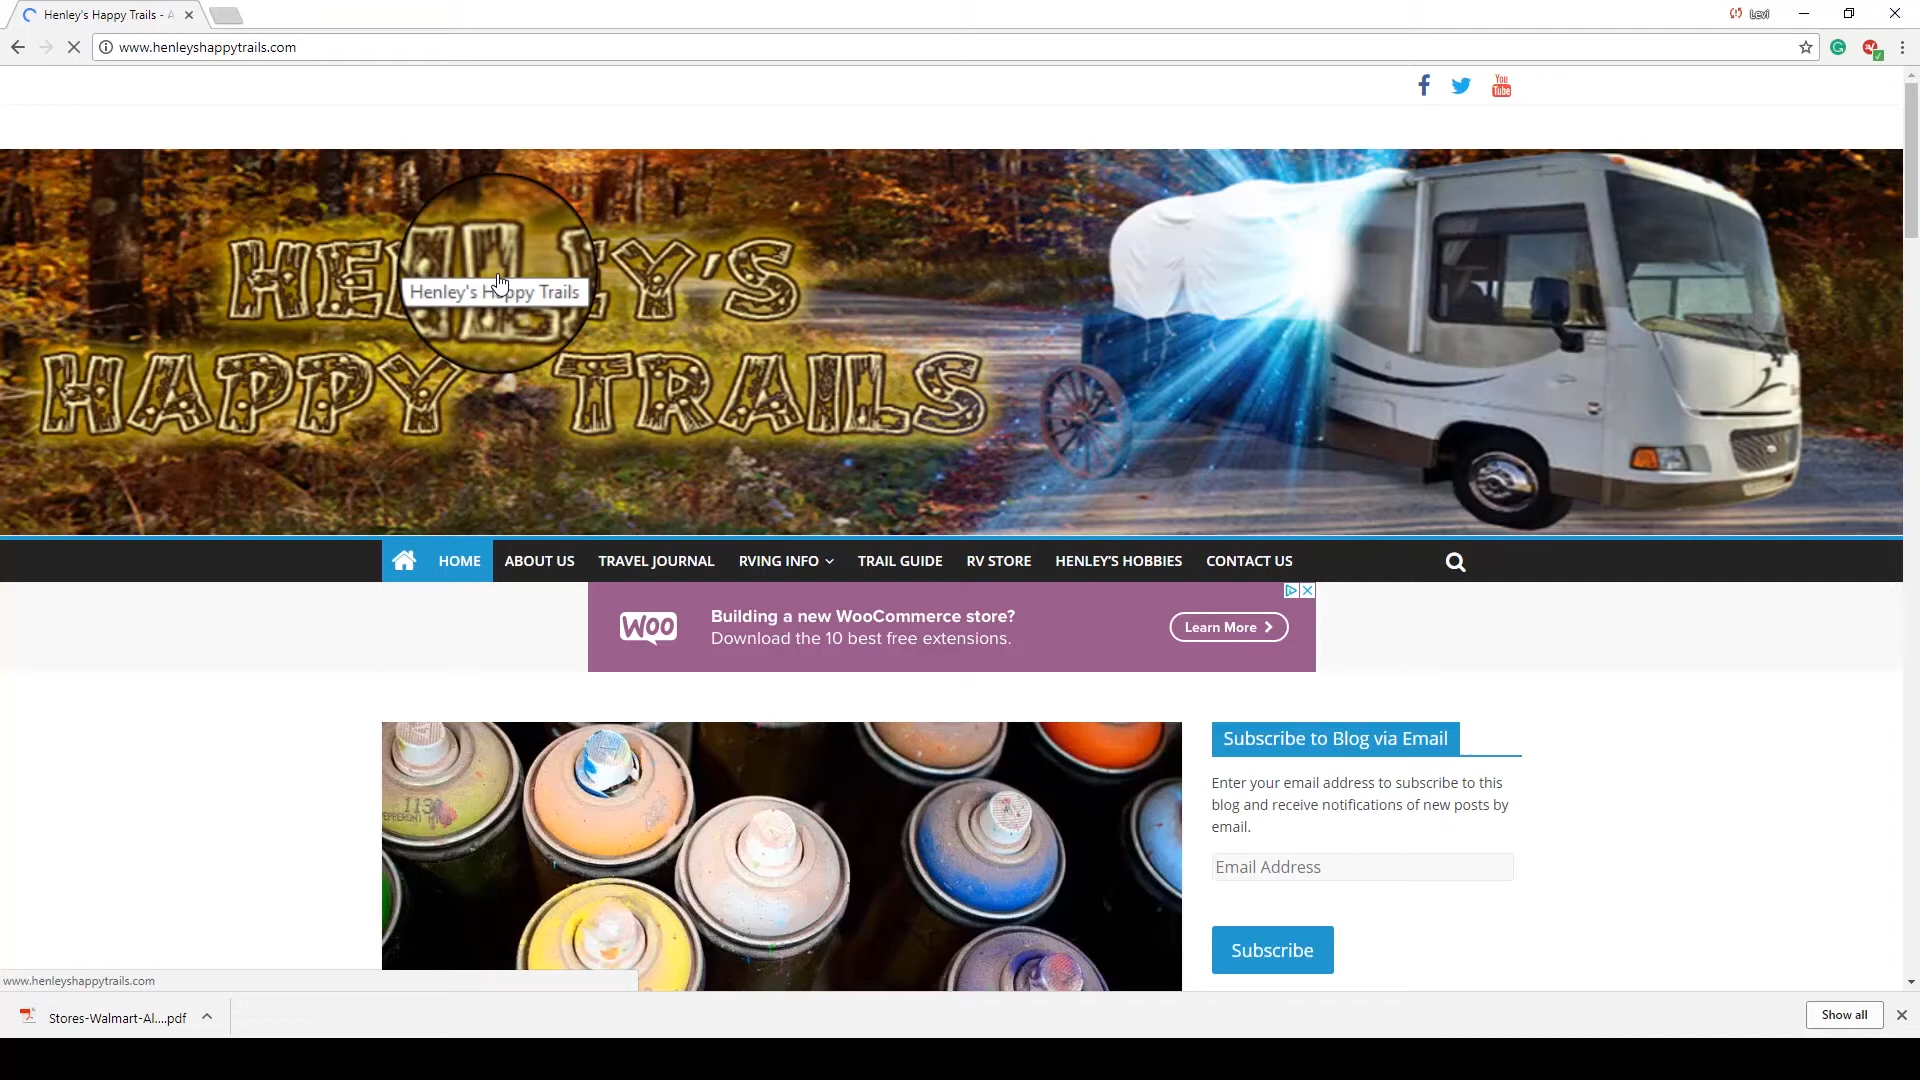 Henley's Happy Trails - A
Levi
www.henleyshappytrails.com
You
Tube
HENLEY'S
HAPPY TRAILS
Henley's Happy Trails
HOME ABOUT US TRAVEL JOURNAL RVING INFO TRAIL GUIDE RV STORE HENLEY'S HOBBIES CONTACT US
WOO
Building a new WooCommerce store?
Download the 10 best free extensions.
Learn More
Subscribe to Blog via Email
Enter your email address to subscribe to this
blog and receive notifications of new posts by
email.
Email Address
Subscribe
www.henleyshappytrails.com
Stores-Walmart-Al....pdf
Show all